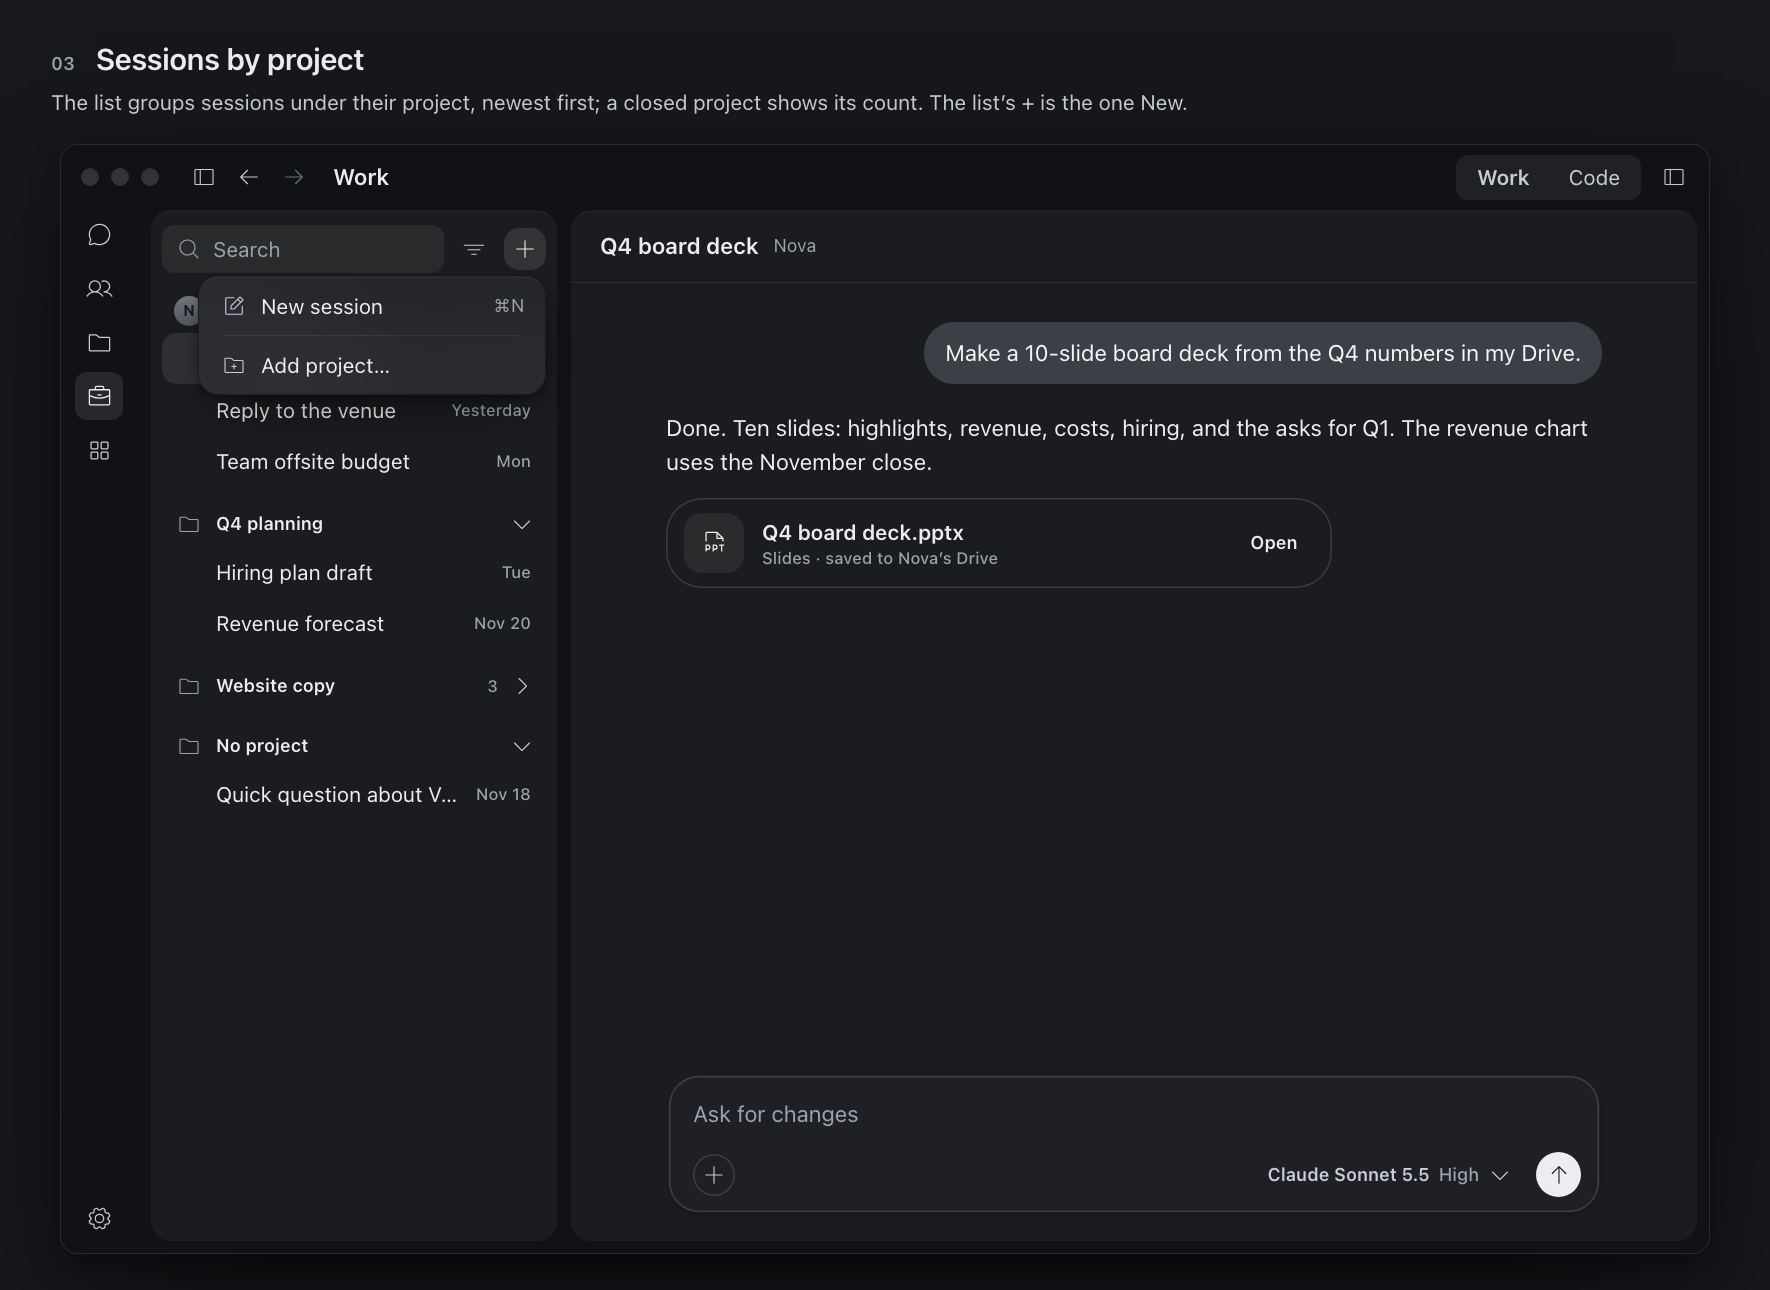 03 Sessions by project
The list groups sessions under their project, newest first; a closed project shows its count. The list’s + is the one New.
Work
Work Code
Search
N
New session ⌘N
Add project...
Reply to the venue Yesterday
Team offsite budget Mon
Q4 planning
Hiring plan draft Tue
Revenue forecast Nov 20
Website copy 3
No project
Quick question about V... Nov 18
Q4 board deck Nova
Make a 10-slide board deck from the Q4 numbers in my Drive.
Done. Ten slides: highlights, revenue, costs, hiring, and the asks for Q1. The revenue chart
uses the November close.
PPT
Q4 board deck.pptx
Slides · saved to Nova’s Drive
Open
Ask for changes
Claude Sonnet 5.5 High